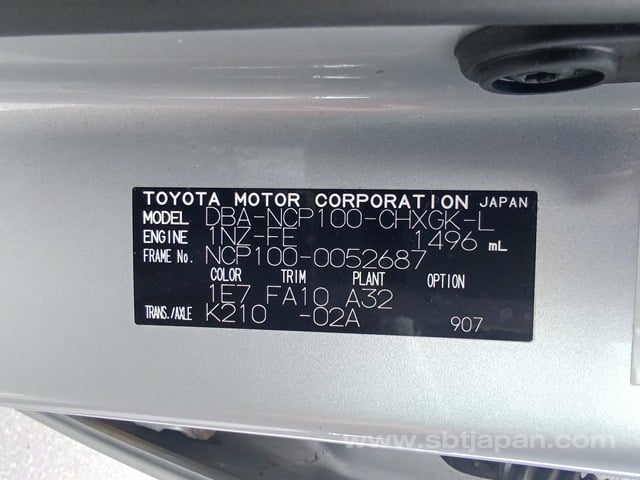 TOYOTA MOTOR CORPORATION JAPAN
MODEL DBA-NCP100-CHXGK-L
ENGINE 1NZ-FE 1496 mL
FRAME No. NCP100-0052687
COLOR TRIM PLANT OPTION
1E7 FA10 A32
TRANS./AXLE K210 -02A 907
www.sbtjapan.com